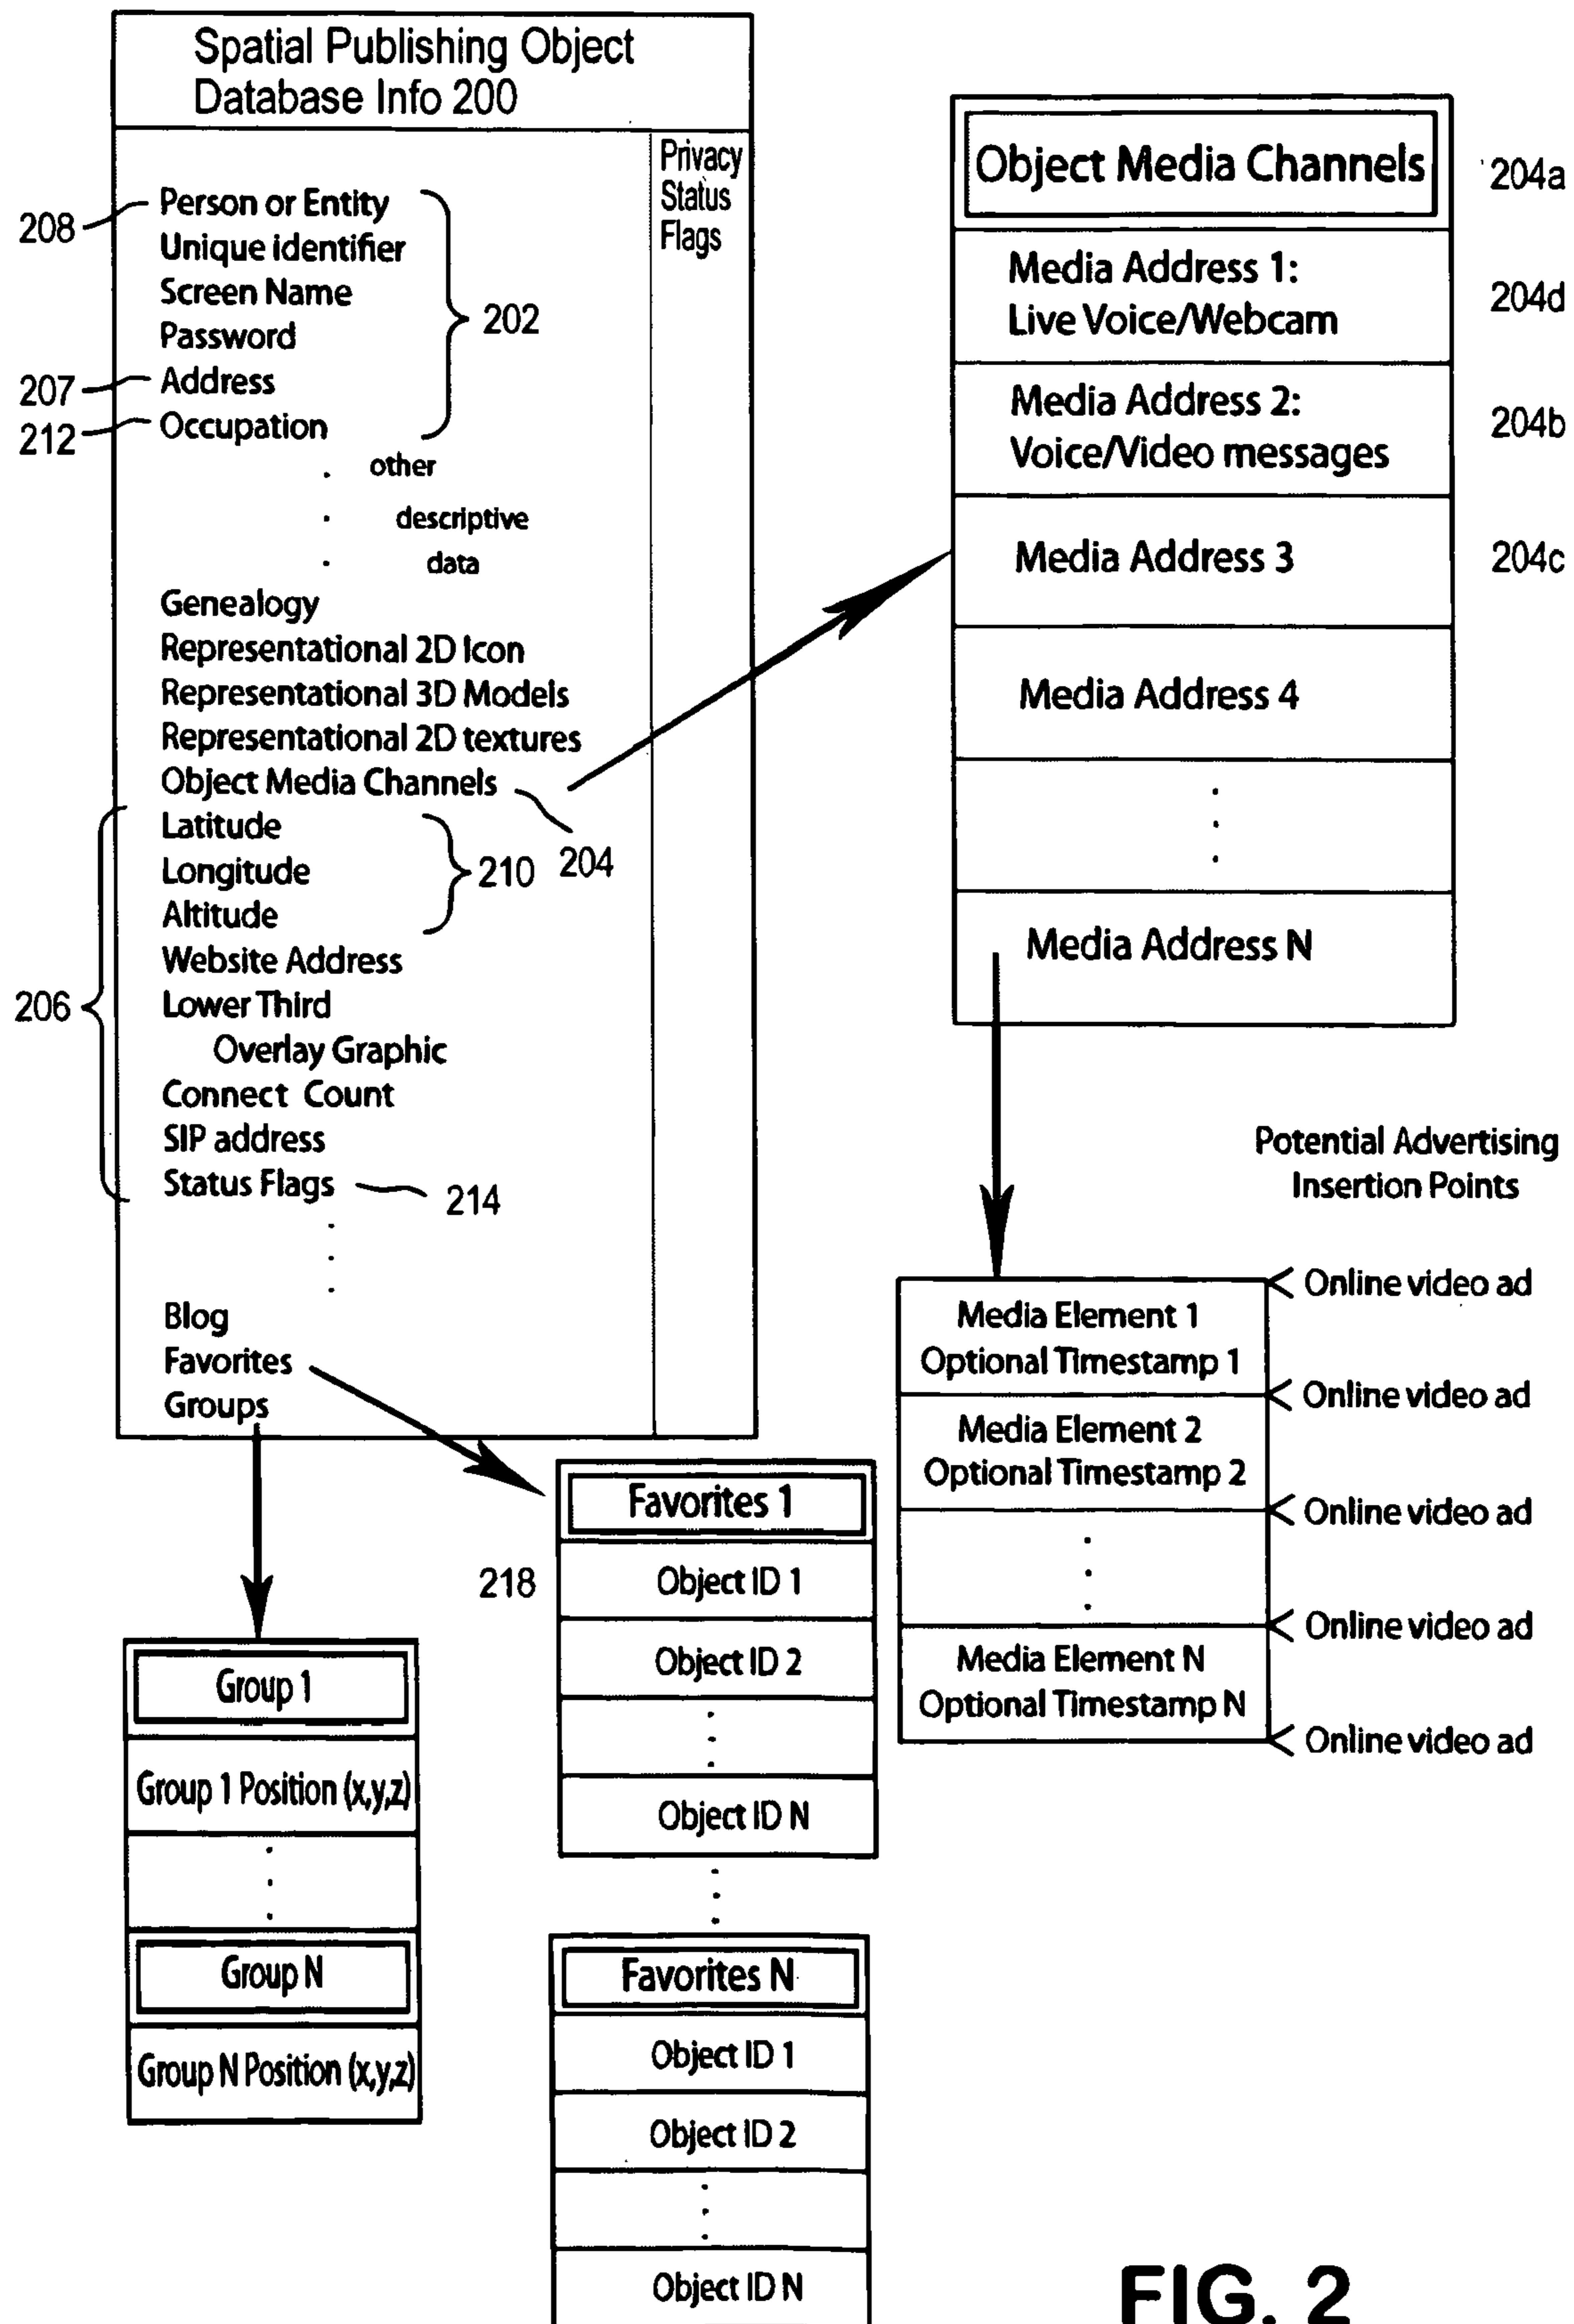 Spatial Publishing Object
Database Info 200
Privacy
Status
Flags
208
Person or Entity
Unique identifier
Screen Name
Password
202
207
Address
212
Occupation
other
descriptive
data
Genealogy
Representational 2D Icon
Representational 3D Models
Representational 2D textures
Object Media Channels
204
Latitude
Longitude
Altitude
210
206
Website Address
Lower Third
Overlay Graphic
Connect Count
SIP address
Status Flags
214
Blog
Favorites
Groups
Object Media Channels
204a
Media Address 1:
Live Voice/Webcam
204d
Media Address 2:
Voice/Video messages
204b
Media Address 3
204c
Media Address 4
Media Address N
Potential Advertising
Insertion Points
Online video ad
Media Element 1
Optional Timestamp 1
Online video ad
Media Element 2
Optional Timestamp 2
Online video ad
Online video ad
Media Element N
Optional Timestamp N
Online video ad
Favorites 1
218
Object ID 1
Object ID 2
Object ID N
Group 1
Group 1 Position (x,y,z)
Group N
Group N Position (x,y,z)
Favorites N
Object ID 1
Object ID 2
Object ID N
FIG. 2